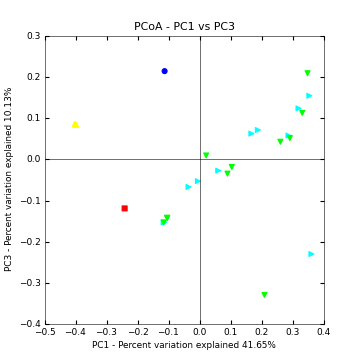 PCoA - PC1 vs PC3
0.3
0.2
0.1
0.0
−0.1
−0.2
−0.3
−0.4
PC3 - Percent variation explained 10.13%
−0.5 −0.4 −0.3 −0.2 −0.1 0.0 0.1 0.2 0.3 0.4
PC1 - Percent variation explained 41.65%